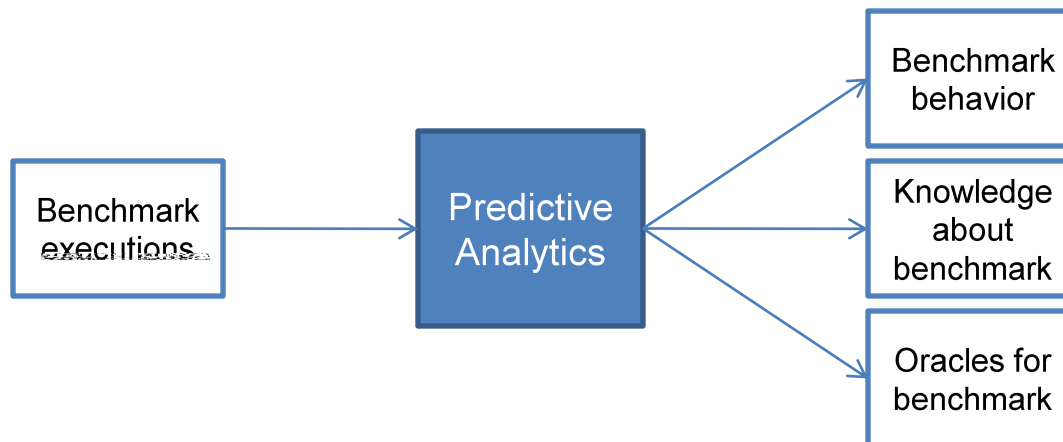 Benchmark
executions
Predictive
Analytics
Benchmark
behavior
Knowledge
about
benchmark
Oracles for
benchmark